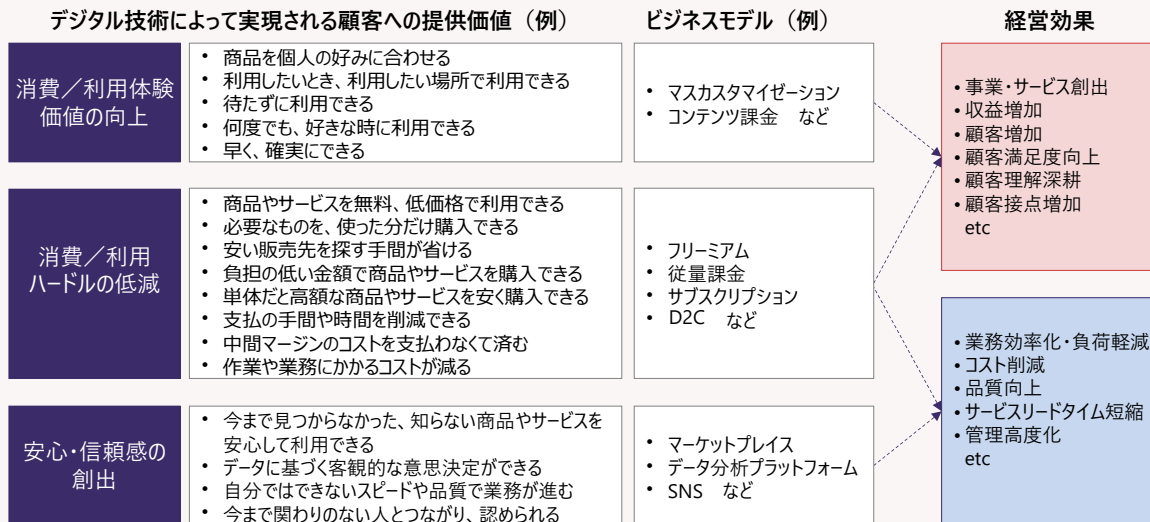 デジタル技術によって実現される顧客への提供価値（例）
ビジネスモデル（例）
経営効果
消費／利用体験
価値の向上
• 商品を個人の好みに合わせる
• 利用したいとき、利用したい場所で利用できる
• 待たずに利用できる
• 何度でも、好きな時に利用できる
• 早く、確実にできる
• マスカスタマイゼーション
• コンテンツ課金　など
消費／利用
ハードルの低減
• 商品やサービスを無料、低価格で利用できる
• 必要なものを、使った分だけ購入できる
• 安い販売先を探す手間が省ける
• 負担の低い金額で商品やサービスを購入できる
• 単体だと高額な商品やサービスを安く購入できる
• 支払の手間や時間を削減できる
• 中間マージンのコストを支払わなくて済む
• 作業や業務にかかるコストが減る
• フリーミアム
• 従量課金
• サブスクリプション
• D2C　など
安心・信頼感の
創出
• 今まで見つからなかった、知らない商品やサービスを
安心して利用できる
• データに基づく客観的な意思決定ができる
• 自分ではできないスピードや品質で業務が進む
• 今まで関わりのない人とつながり、認められる
• マーケットプレイス
• データ分析プラットフォーム
• SNS　など
• 事業・サービス創出
• 収益増加
• 顧客増加
• 顧客満足度向上
• 顧客理解深耕
• 顧客接点増加
etc
• 業務効率化・負荷軽減
• コスト削減
• 品質向上
• サービスリードタイム短縮
• 管理高度化
etc